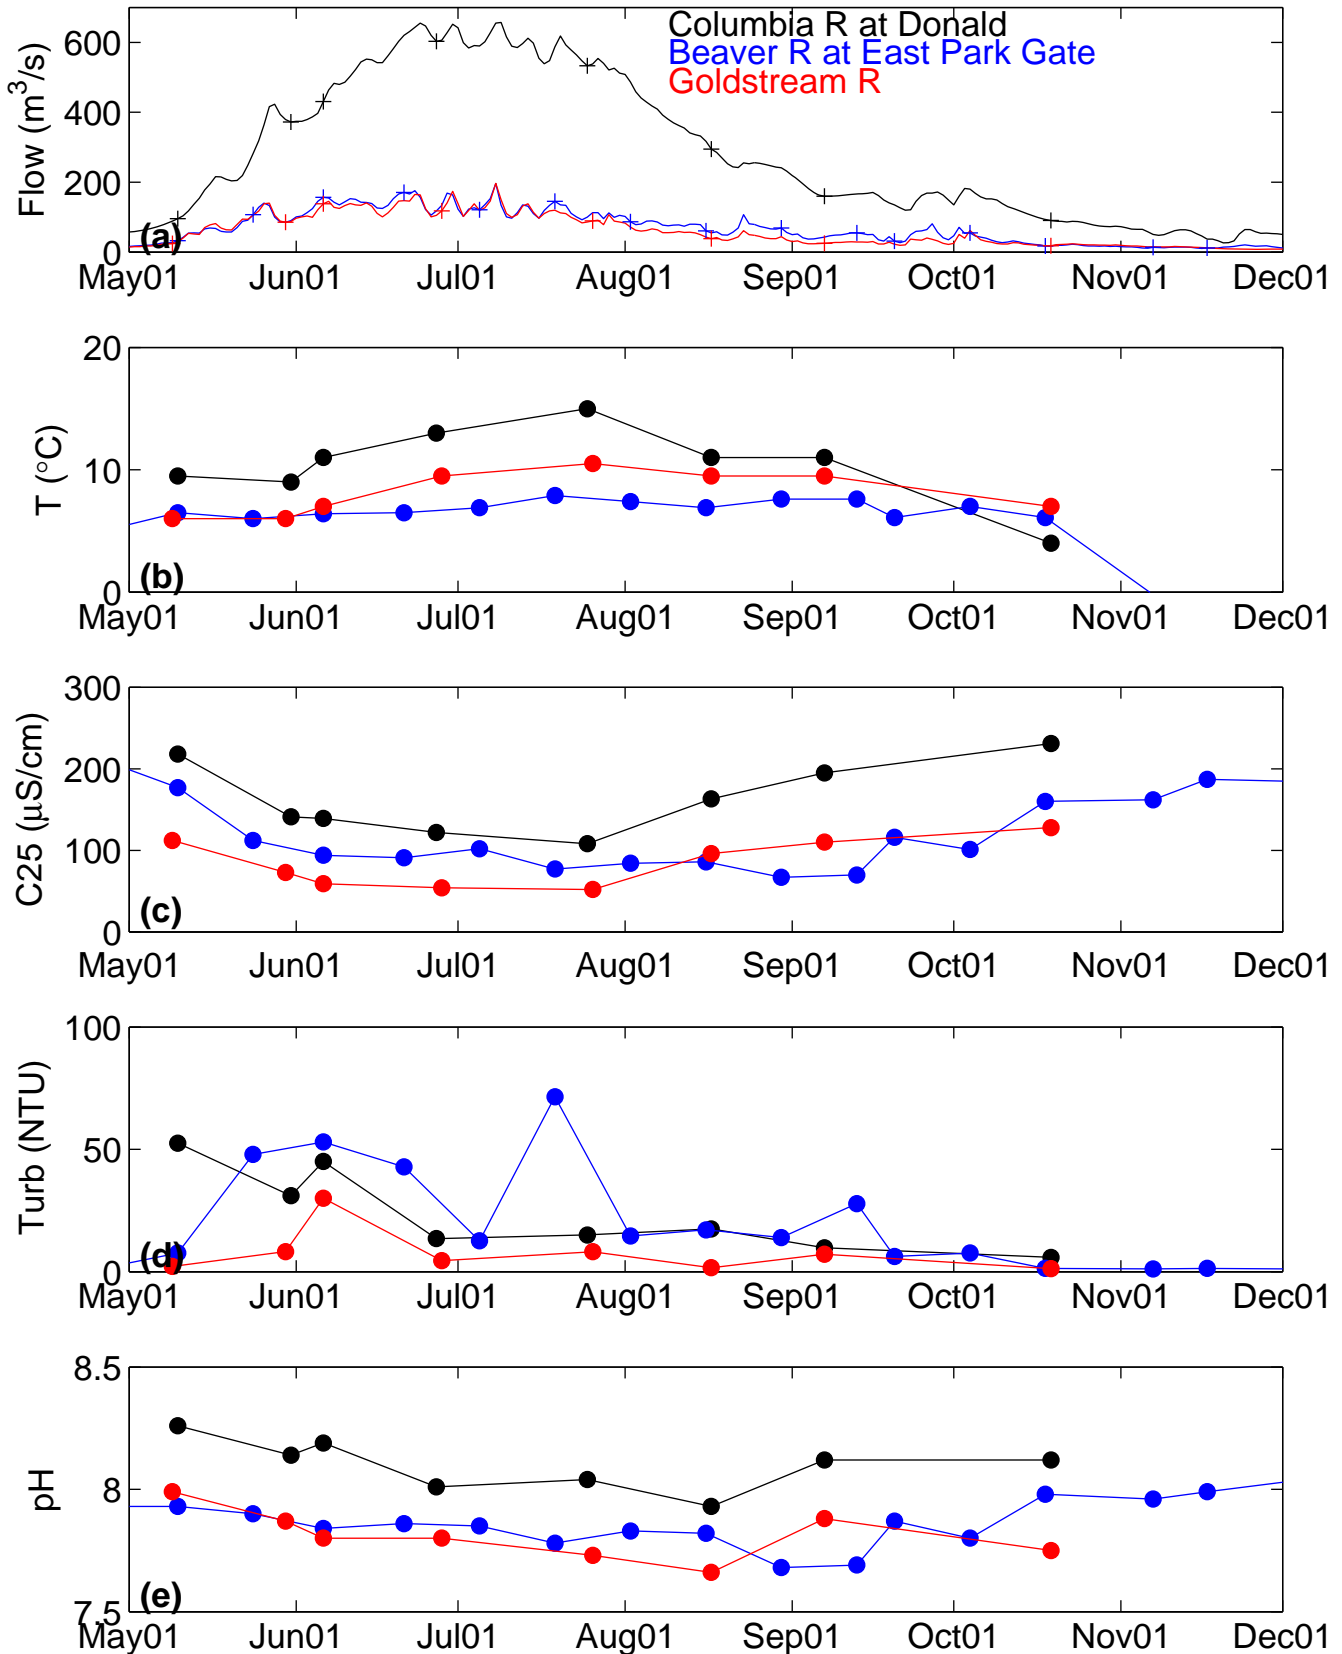 Columbia R at Donald
Beaver R at East Park Gate
Goldstream R
Flow (m³/s)
600
400
200
0
(a)
May01 Jun01 Jul01 Aug01 Sep01 Oct01 Nov01 Dec01
T (°C)
20
10
0
(b)
May01 Jun01 Jul01 Aug01 Sep01 Oct01 Nov01 Dec01
C25 (μS/cm)
300
200
100
0
(c)
May01 Jun01 Jul01 Aug01 Sep01 Oct01 Nov01 Dec01
Turb (NTU)
100
50
0
(d)
May01 Jun01 Jul01 Aug01 Sep01 Oct01 Nov01 Dec01
pH
8.5
8
7.5
(e)
May01 Jun01 Jul01 Aug01 Sep01 Oct01 Nov01 Dec01